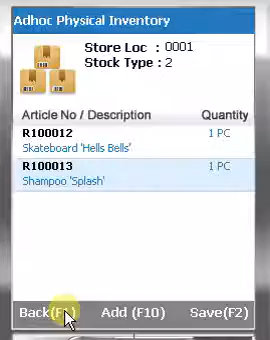 Adhoc Physical Inventory
Store Loc : 0001
Stock Type : 2
Article No / Description Quantity
R100012 1 PC
Skateboard 'Hells Bells'
R100013 1 PC
Shampoo 'Splash'
Add (F10) Save(F2)